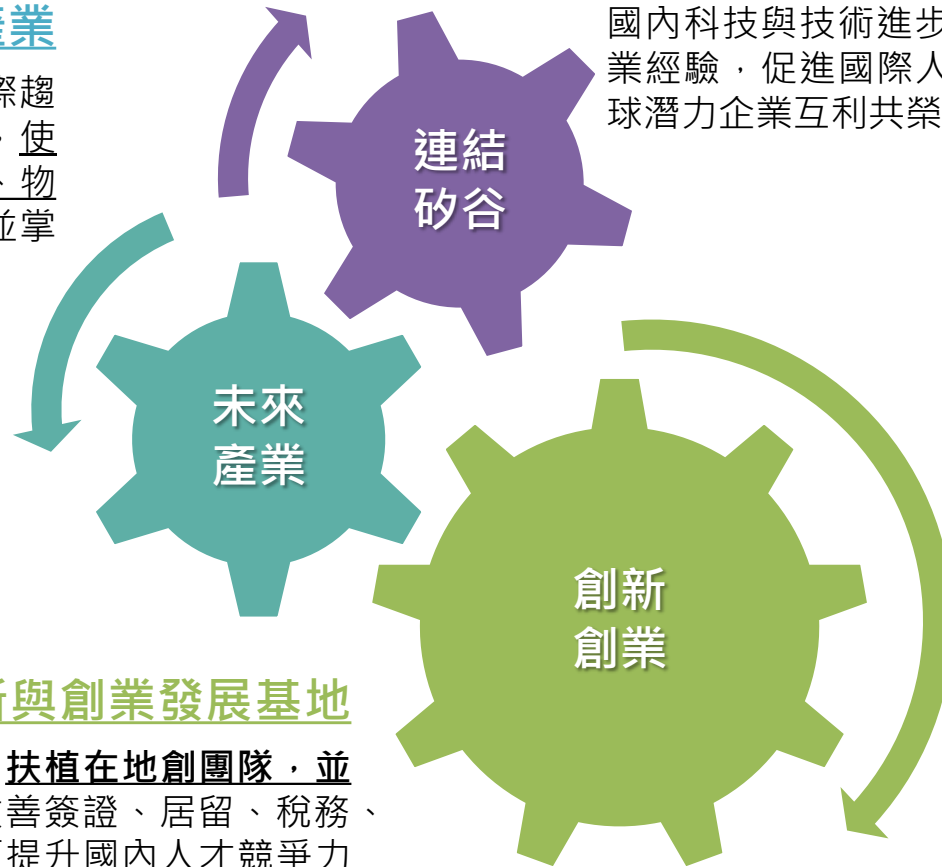 產業
際趨
，使
、物
並掌
國內科技與技術進步
業經驗，促進國際人
球潛力企業互利共榮
連結
矽谷
未來
產業
創新
創業
新與創業發展基地
扶植在地創團隊，並
善簽證、居留、稅務、
提升國內人才競爭力